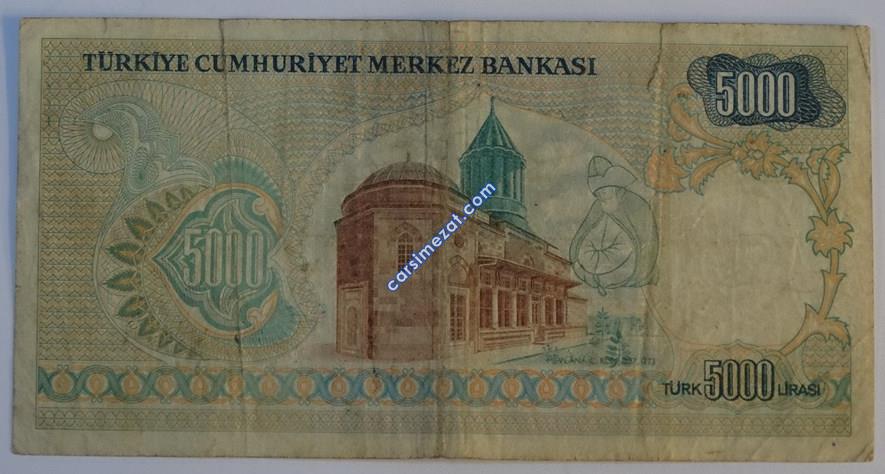 TÜRKİYE CUMHURİYET MERKEZ BANKASI
5000
5000
carsimezat.com
TÜRK 5000 LİRASI